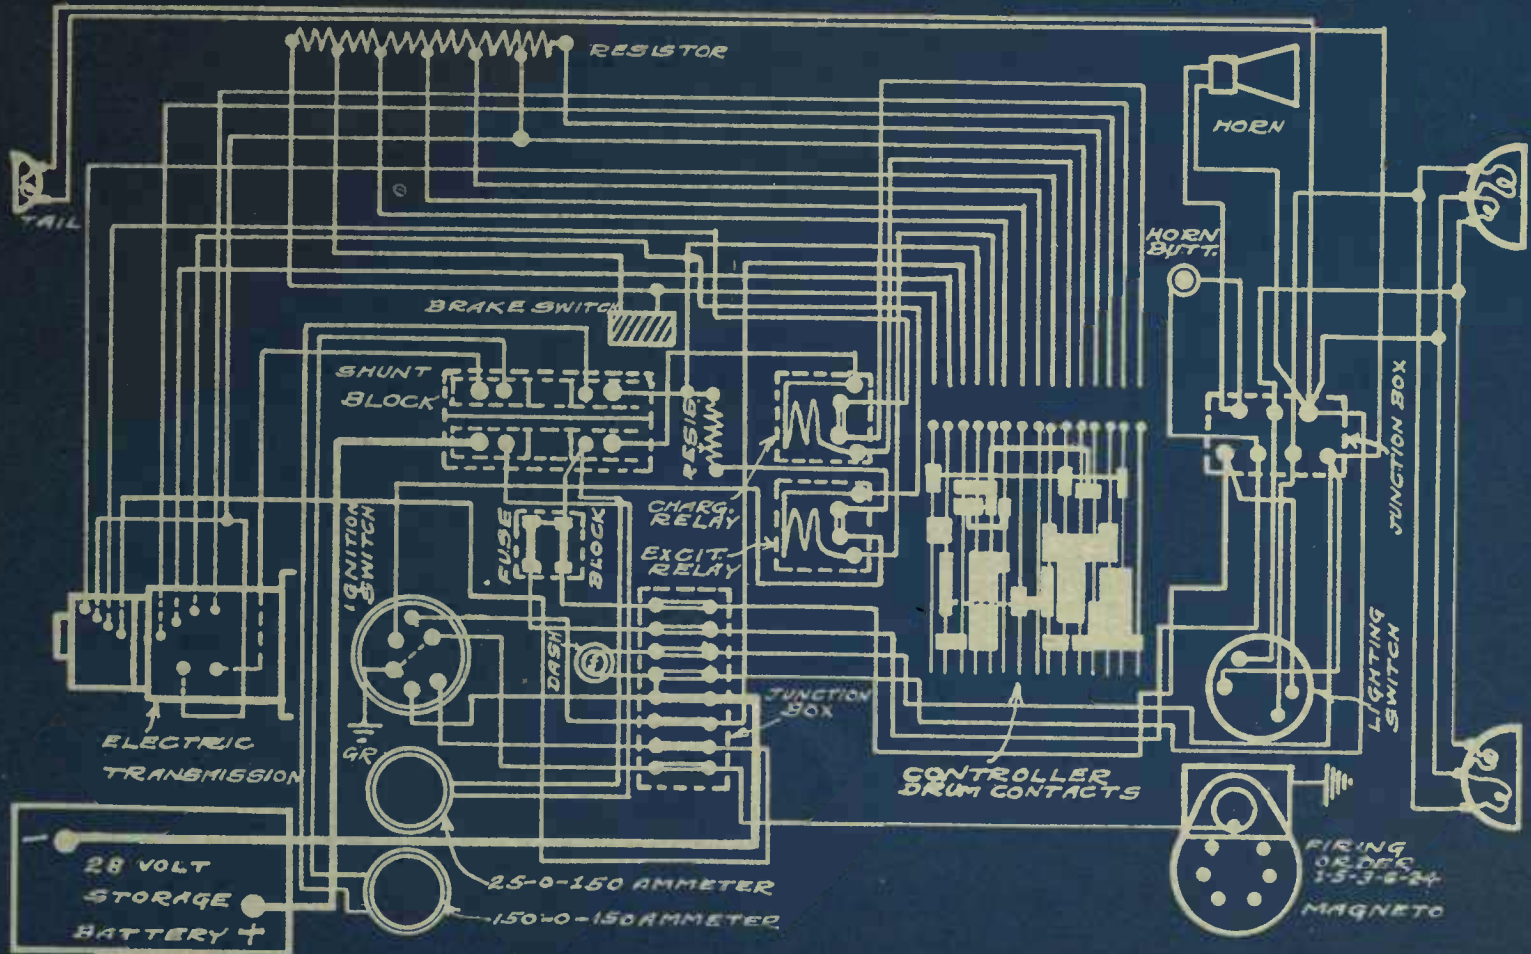 RESISTOR
HORN
TAIL
HORN
BUTT.
BRAKE SWITCH
SHUNT
BLOCK
RESIS.
JUNCTION BOX
CHARG.
RELAY
EXCIT.
RELAY
IGNITION
SWITCH
FUSE
BLOCK
DASH
JUNCTION
BOX
LIGHTING
SWITCH
GR
ELECTRIC
TRANSMISSION
CONTROLLER
DRUM CONTACTS
28 VOLT
STORAGE
BATTERY +
-
25-0-150 AMMETER
150-0-150 AMMETER
FIRING
ORDER
1-5-3-6-24
MAGNETO